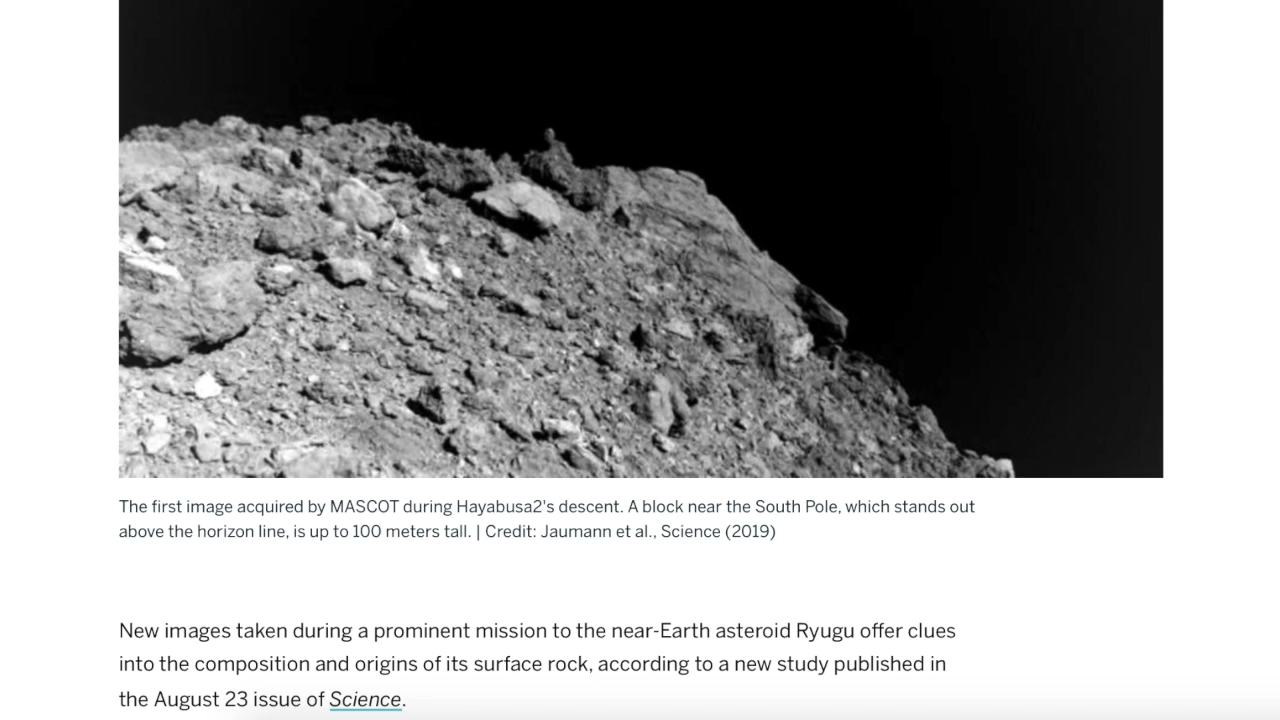 The first image acquired by MASCOT during Hayabusa2's descent. A block near the South Pole, which stands out
above the horizon line, is up to 100 meters tall. | Credit: Jaumann et al., Science (2019)
New images taken during a prominent mission to the near-Earth asteroid Ryugu offer clues
into the composition and origins of its surface rock, according to a new study published in
the August 23 issue of Science.